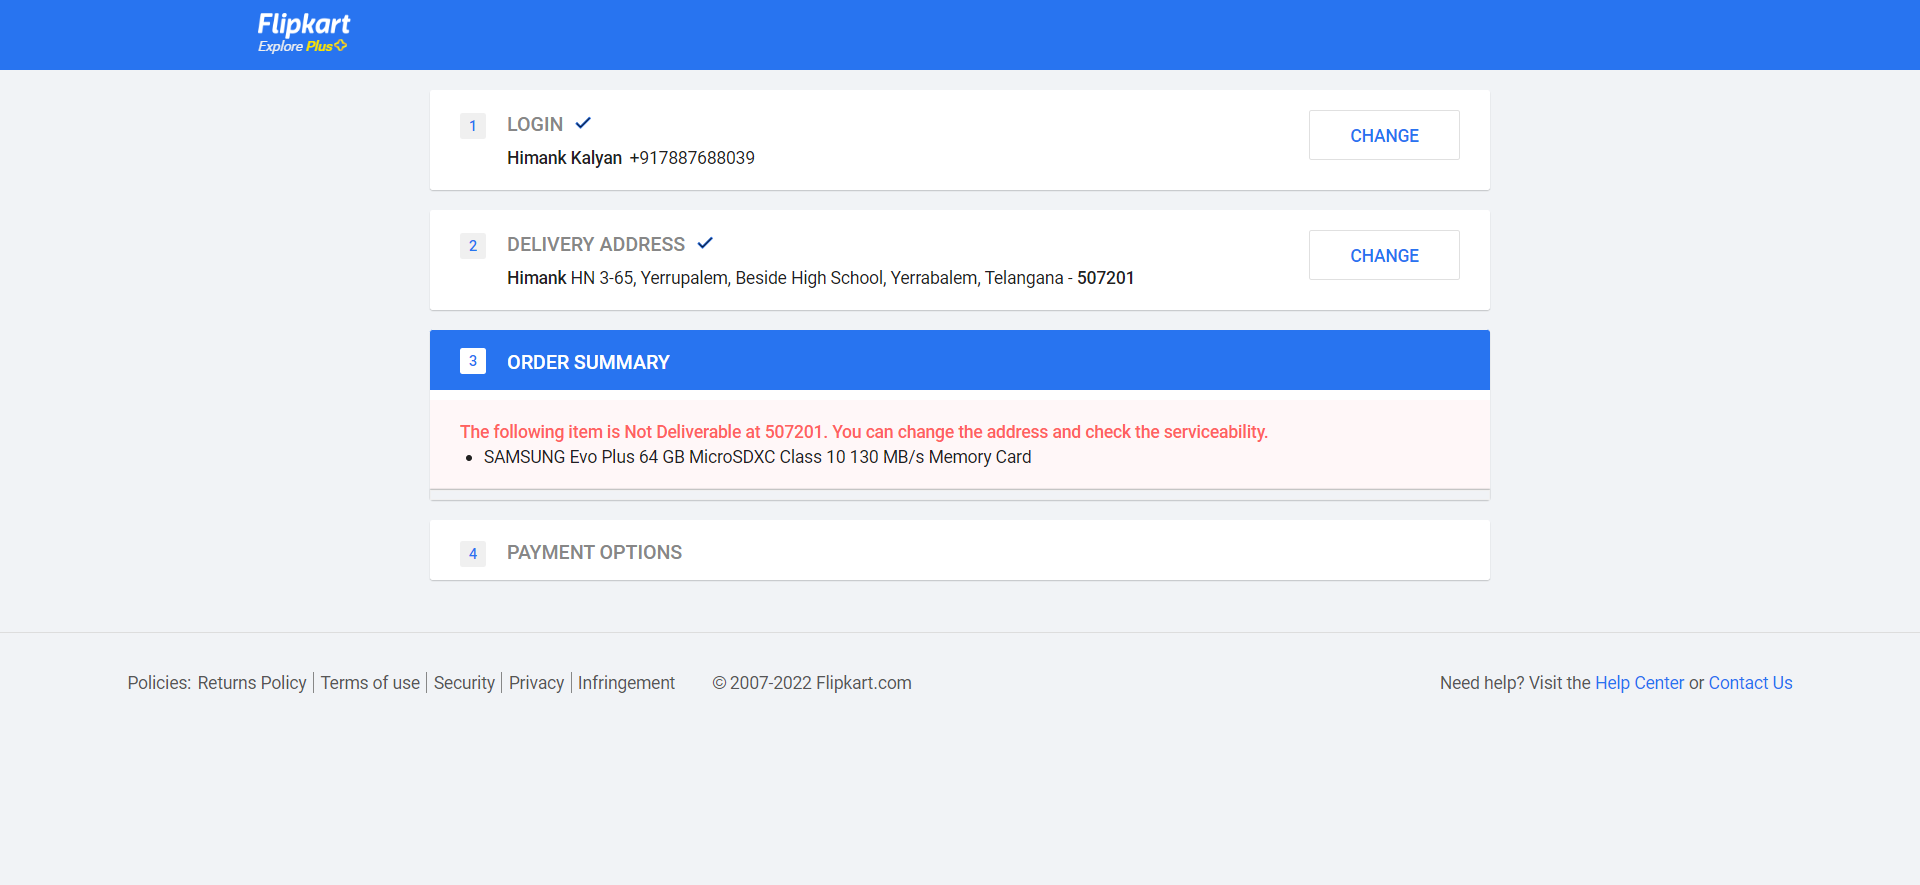 Flipkart
Explore Plus
1 LOGIN
CHANGE
Himank Kalyan +917887688039
2 DELIVERY ADDRESS
CHANGE
Himank HN 3-65, Yerrupalem, Beside High School, Yerrabalem, Telangana - 507201
3 ORDER SUMMARY
The following item is Not Deliverable at 507201. You can change the address and check the serviceability.
• SAMSUNG Evo Plus 64 GB MicroSDXC Class 10 130 MB/s Memory Card
4 PAYMENT OPTIONS
Policies: Returns Policy | Terms of use | Security | Privacy | Infringement © 2007-2022 Flipkart.com Need help? Visit the Help Center or Contact Us